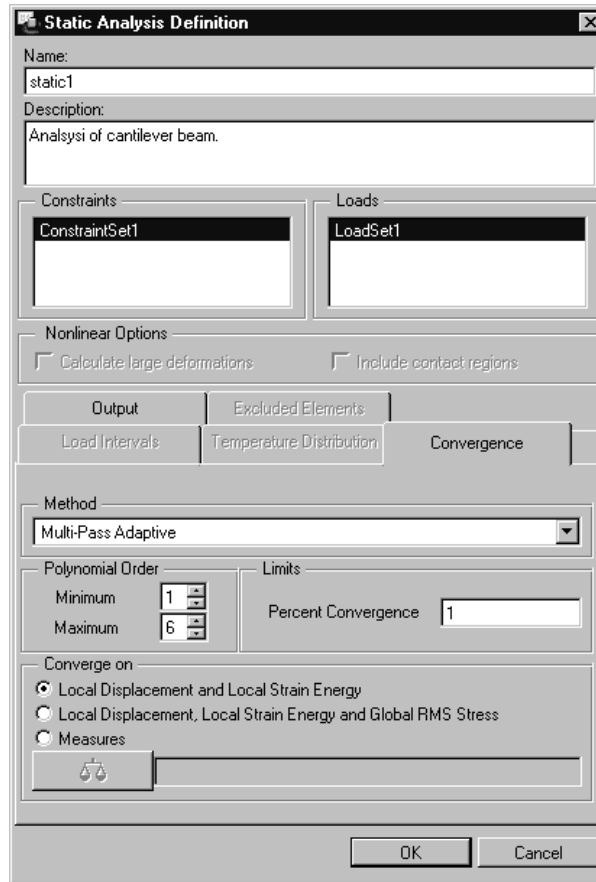 Static Analysis Definition
Name:
static1
Description:
Analsysi of cantilever beam.
Constraints
Loads
ConstraintSet1
LoadSet1
Nonlinear Options
Calculate large deformations
Include contact regions
Output
Excluded Elements
Load Intervals
Temperature Distribution
Convergence
Method
Multi-Pass Adaptive
Polynomial Order
Limits
Minimum 1
Maximum 6
Percent Convergence 1
Converge on
Local Displacement and Local Strain Energy
Local Displacement, Local Strain Energy and Global RMS Stress
Measures
OK
Cancel